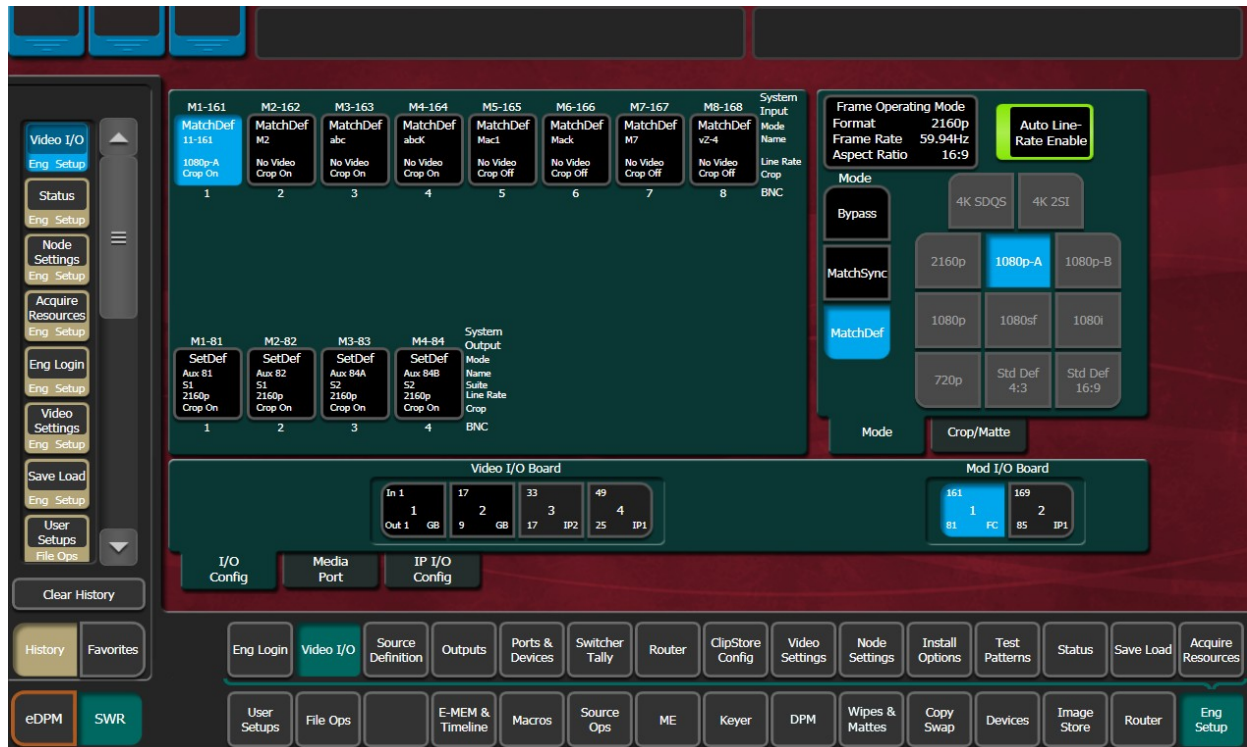 Video I/O
Eng Setup
Status
Eng Setup
Node
Settings
Eng Setup
Acquire
Resources
Eng Setup
Eng Login
Eng Setup
Video
Settings
Eng Setup
Save Load
Eng Setup
User
Setups
File Ops
Clear History
History Favorites
eDPM SWR
M1-161 M2-162 M3-163 M4-164 M5-165 M6-166 M7-167 M8-168 System
Input
MatchDef MatchDef MatchDef MatchDef MatchDef MatchDef MatchDef MatchDef Mode
11-161 M2 abc abcK Mac1 Mack M7 vZ-4 Name
1080p-A No Video No Video No Video No Video No Video No Video No Video Line Rate
Crop On Crop On Crop On Crop On Crop Off Crop Off Crop Off Crop Off Crop
1 2 3 4 5 6 7 8 BNC
M1-81 M2-82 M3-83 M4-84 System
Output
SetDef SetDef SetDef SetDef Mode
Aux 81 Aux 82 Aux 84A Aux 84B Name
S1 S1 S2 S2 Suite
2160p 2160p 2160p 2160p Line Rate
Crop On Crop On Crop On Crop On Crop
1 2 3 4 BNC
Frame Operating Mode
Format 2160p
Frame Rate 59.94Hz
Aspect Ratio 16:9
Auto Line-
Rate Enable
Mode
Bypass
MatchSync
MatchDef
4K SDQS 4K 2SI
2160p 1080p-A 1080p-B
1080p 1080sf 1080i
720p Std Def
4:3 Std Def
16:9
Mode Crop/Matte
Video I/O Board
In 1 17 33 49
1 2 3 4
Out 1 GB 9 GB 17 IP2 25 IP1
Mod I/O Board
161 169
1 2
81 FC 85 IP1
I/O
Config
Media
Port
IP I/O
Config
Eng Login
Video I/O
Source
Definition
Outputs
Ports &
Devices
Switcher
Tally
Router
ClipStore
Config
Video
Settings
Node
Settings
Install
Options
Test
Patterns
Status
Save Load
Acquire
Resources
User
Setups
File Ops
E-MEM &
Timeline
Macros
Source
Ops
ME
Keyer
DPM
Wipes &
Mattes
Copy
Swap
Devices
Image
Store
Router
Eng
Setup